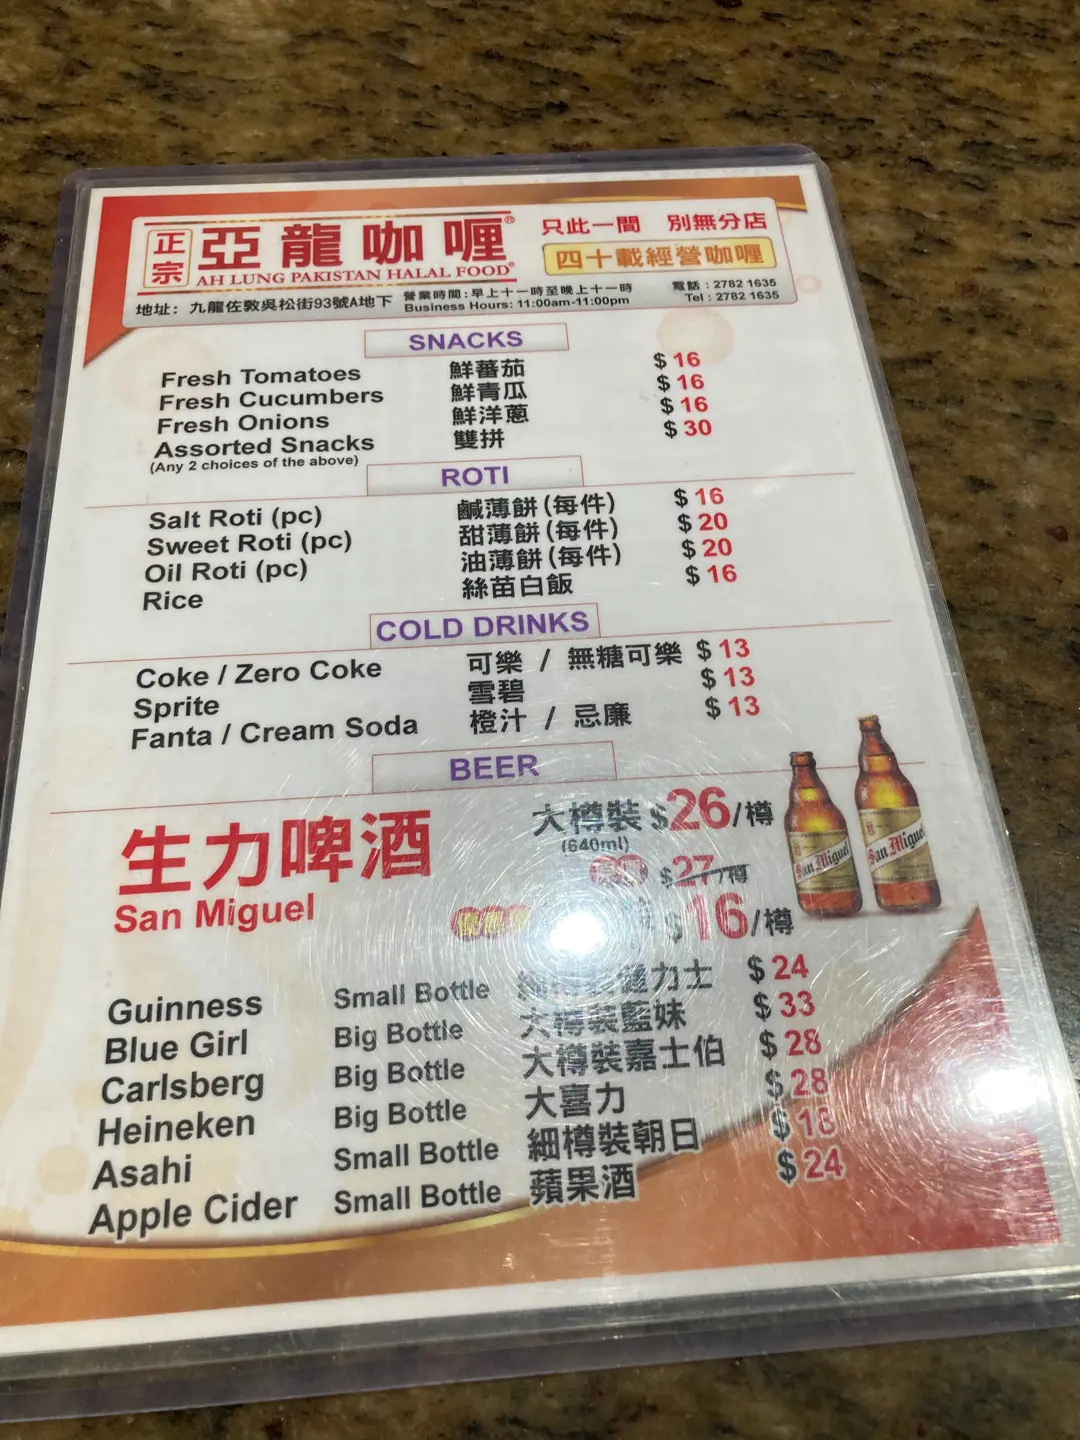 正宗 亞龍咖喱®
AH LUNG PAKISTAN HALAL FOOD®
只此一間 別無分店
四十載經營咖喱
地址：九龍佐敦吳松街93號A地下
營業時間：早上十一時至晚上十一時
Business Hours: 11:00am-11:00pm
電話：2782 1635
Tel : 2782 1635
SNACKS
Fresh Tomatoes 鮮蕃茄 $ 16
Fresh Cucumbers 鮮青瓜 $ 16
Fresh Onions 鮮洋蔥 $ 16
Assorted Snacks 雙拼 $ 30
(Any 2 choices of the above)
ROTI
Salt Roti (pc) 鹹薄餅(每件) $ 16
Sweet Roti (pc) 甜薄餅(每件) $ 20
Oil Roti (pc) 油薄餅(每件) $ 20
Rice 絲苗白飯 $ 16
COLD DRINKS
Coke / Zero Coke 可樂 / 無糖可樂 $ 13
Sprite 雪碧 $ 13
Fanta / Cream Soda 橙汁 / 忌廉 $ 13
BEER
生力啤酒
San Miguel
大樽裝 $26/樽
(640ml)
$27/樽
$16/樽
San Miguel
San Miguel
Guinness Small Bottle 力士 $ 24
Blue Girl Big Bottle 大樽裝藍妹 $ 33
Carlsberg Big Bottle 大樽裝嘉士伯 $ 28
Heineken Big Bottle 大喜力 $ 28
Asahi Small Bottle 細樽裝朝日 $ 18
Apple Cider Small Bottle 蘋果酒 $ 24